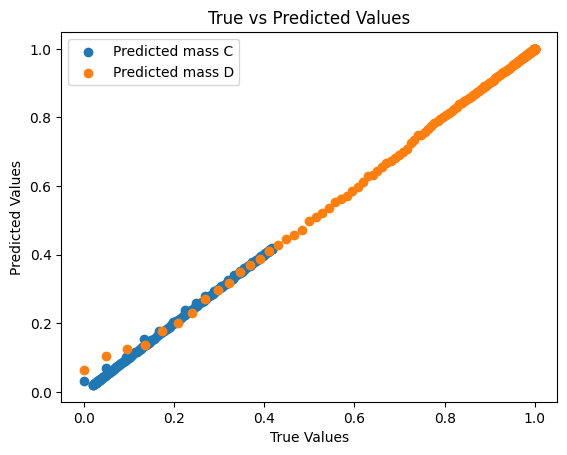 True vs Predicted Values
Predicted mass C
Predicted mass D
Predicted Values
1.0
0.8
0.6
0.4
0.2
0.0
0.0 0.2 0.4 0.6 0.8 1.0
True Values